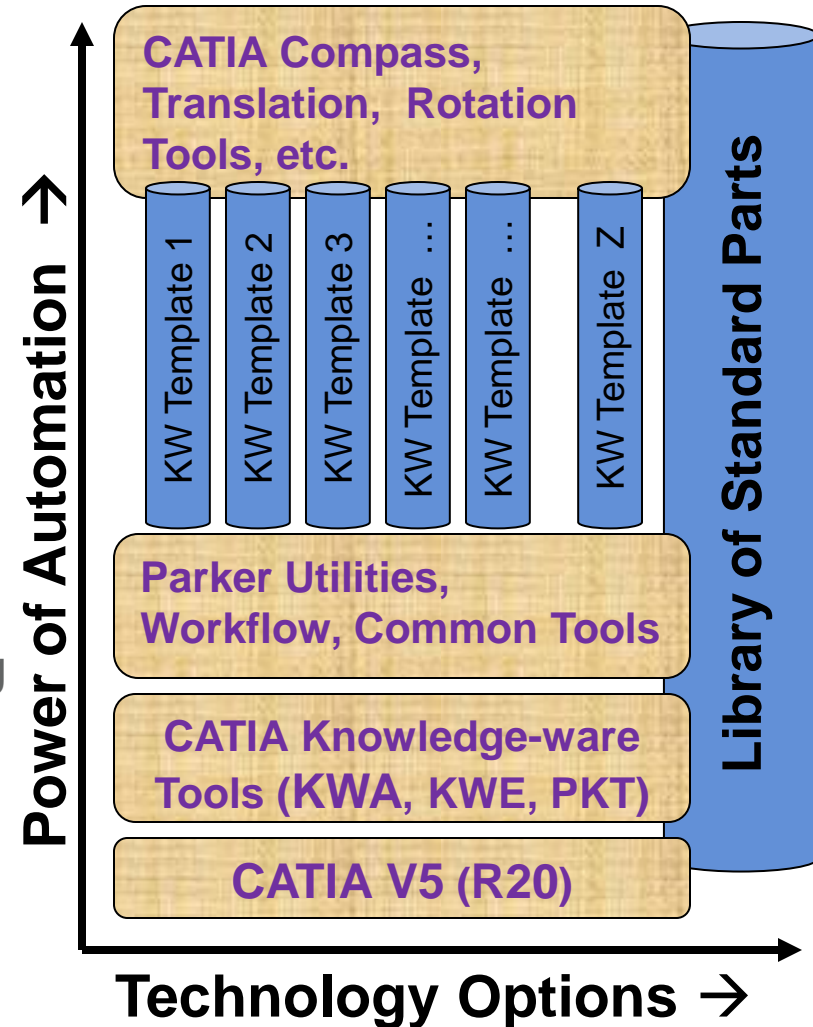 Power of Automation →
CATIA Compass,
Translation, Rotation
Tools, etc.
KW Template 1
KW Template 2
KW Template 3
KW Template …
KW Template …
KW Template Z
Library of Standard Parts
Parker Utilities,
Workflow, Common Tools
CATIA Knowledge-ware
Tools (KWA, KWE, PKT)
CATIA V5 (R20)
Technology Options →